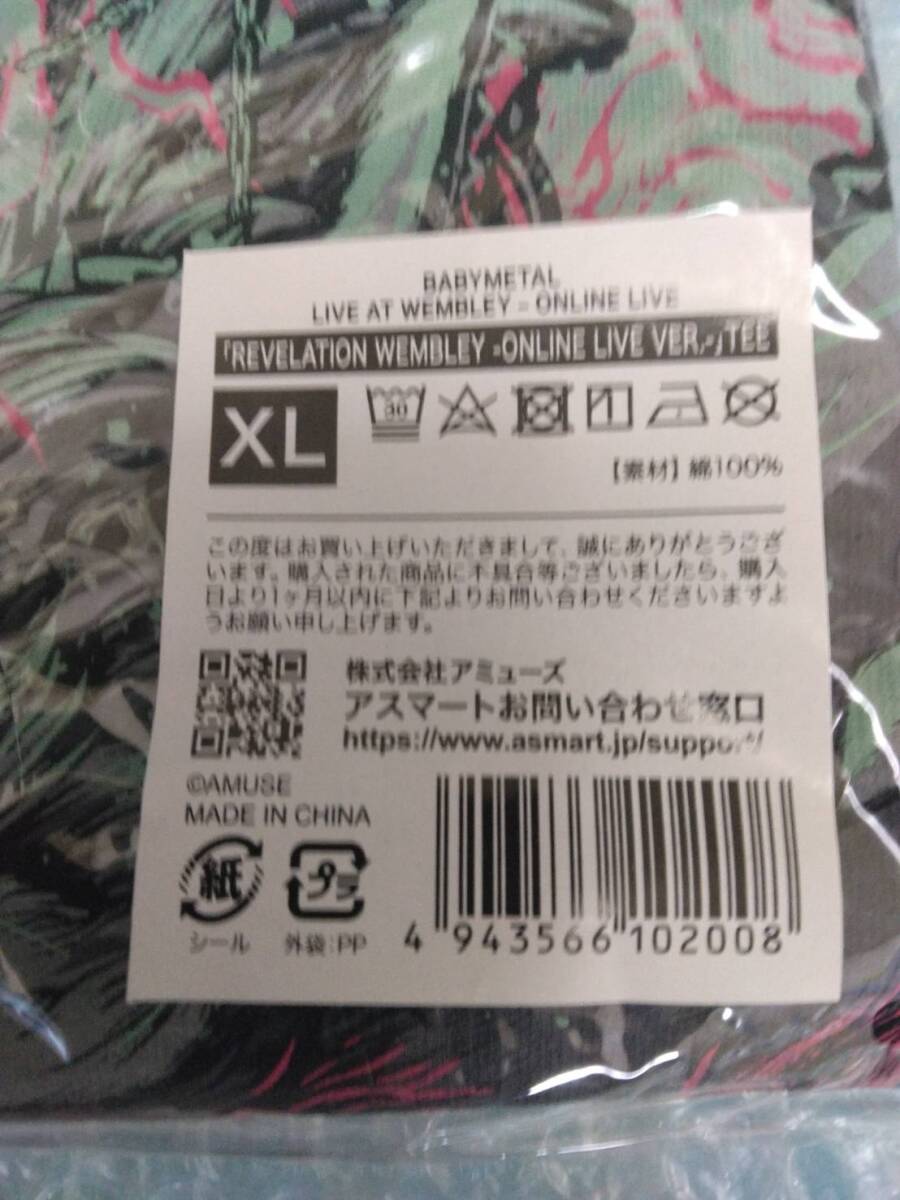 BABYMETAL
LIVE AT WEMBLEY - ONLINE LIVE
「REVELATION WEMBLEY -ONLINE LIVE VER.-」TEE
XL
30
【素材】綿100%
この度はお買い上げいただきまして、誠にありがとうござ
います。購入された商品に不具合等ございましたら、購入
日より1ヶ月以内に下記よりお問い合わせくださいますよ
うお願い申し上げます。
株式会社アミューズ
アスマートお問い合わせ窓口
https://www.asmart.jp/support/
©AMUSE
MADE IN CHINA
紙
プラ
シール
外袋:PP
4 943566 102008